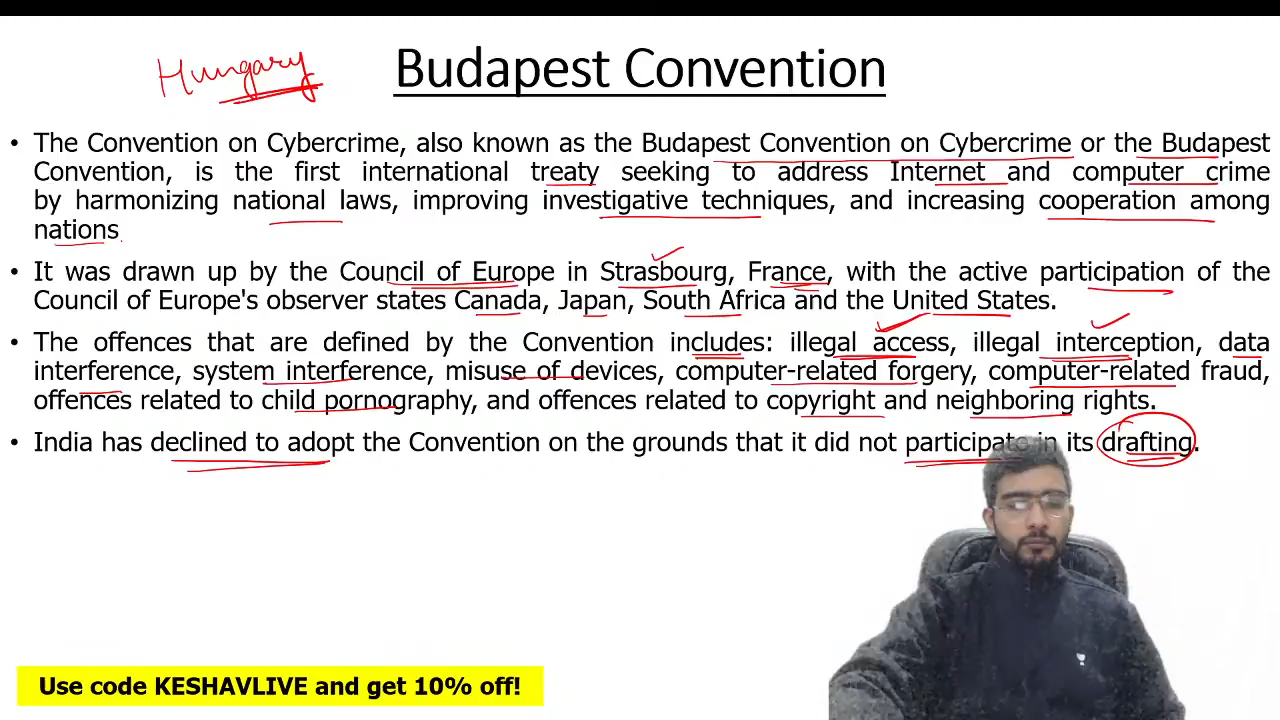 Hungary
Budapest Convention
• The Convention on Cybercrime, also known as the Budapest Convention on Cybercrime or the Budapest
Convention, is the first international treaty seeking to address Internet and computer crime
by harmonizing national laws, improving investigative techniques, and increasing cooperation among
nations.
• It was drawn up by the Council of Europe in Strasbourg, France, with the active participation of the
Council of Europe's observer states Canada, Japan, South Africa and the United States.
• The offences that are defined by the Convention includes: illegal access, illegal interception, data
interference, system interference, misuse of devices, computer-related forgery, computer-related fraud,
offences related to child pornography, and offences related to copyright and neighboring rights.
• India has declined to adopt the Convention on the grounds that it did not participate in its drafting.
Use code KESHAVLIVE and get 10% off!